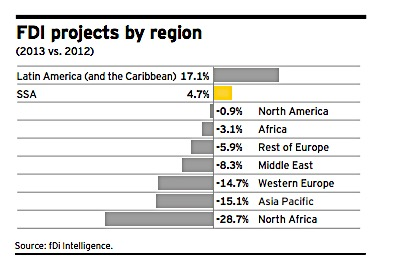 FDI projects by region
(2013 vs. 2012)
Latin America (and the Caribbean) 17.1%
SSA 4.7%
-0.9% North America
-3.1% Africa
-5.9% Rest of Europe
-8.3% Middle East
-14.7% Western Europe
-15.1% Asia Pacific
-28.7% North Africa
Source: fDi Intelligence.